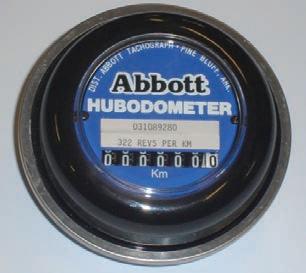 DIST. ABBOTT TACHOGRAPH • PINE BLUFF, ARK.
Abbott
HUBODOMETER
031089280
322 REVS PER KM
0000000
Km